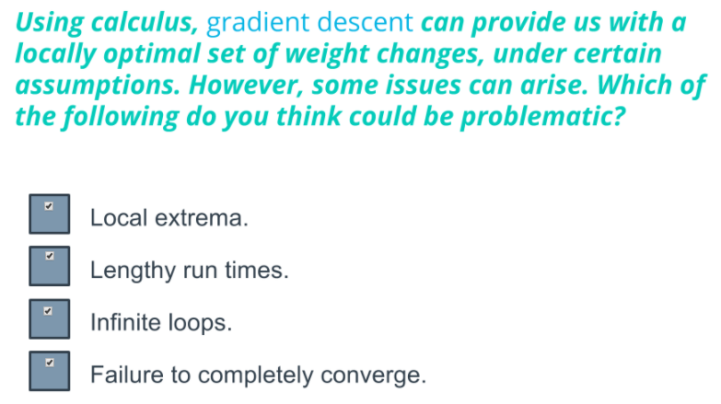 Using calculus, gradient descent can provide us with a
locally optimal set of weight changes, under certain
assumptions. However, some issues can arise. Which of
the following do you think could be problematic?
Local extrema.
Lengthy run times.
Infinite loops.
Failure to completely converge.